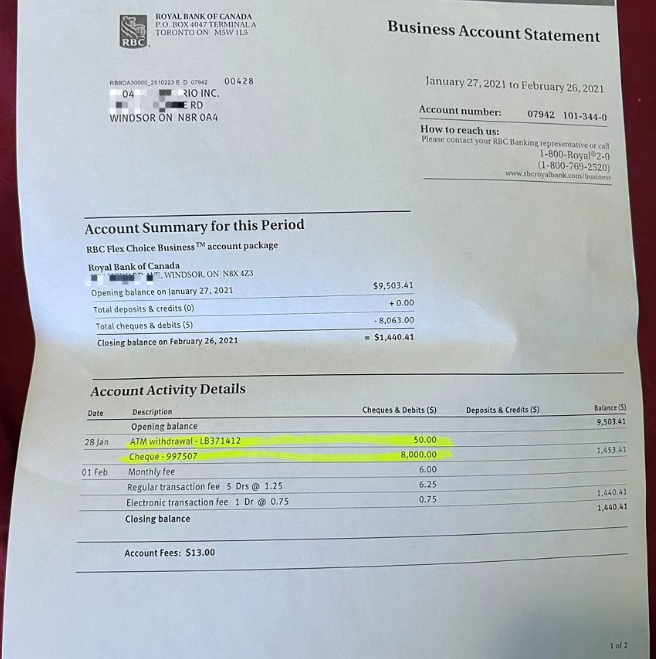 ROYAL BANK OF CANADA
P.O. BOX 4047 TERMINAL A
TORONTO ON M5W 1L5
RBC
Business Account Statement
RBBDA30000_2810223 E D 07942 00428
January 27, 2021 to February 26, 2021
04 RIO INC.
E RD
WINDSOR ON N8R 0A4
Account number: 07942 101-344-0
How to reach us:
Please contact your RBC Banking representative or call
1-800-Royal®2-0
(1-800-769-2520)
www.rbcroyalbank.com/business
Account Summary for this Period
RBC Flex Choice Business™ account package
Royal Bank of Canada
WINDSOR, ON N8X 4Z3
Opening balance on January 27, 2021 $9,503.41
Total deposits & credits (0) + 0.00
Total cheques & debits (5) - 8,063.00
Closing balance on February 26, 2021 = $1,440.41
Account Activity Details
Date Description Cheques & Debits ($) Deposits & Credits ($) Balance ($)
Opening balance 9,503.41
28 Jan ATM withdrawal - LB371412 50.00
Cheque - 997507 8,000.00 1,453.41
01 Feb Monthly fee 6.00
Regular transaction fee 5 Drs @ 1.25 6.25
Electronic transaction fee 1 Dr @ 0.75 0.75 1,440.41
Closing balance 1,440.41
Account Fees: $13.00
1 of 2